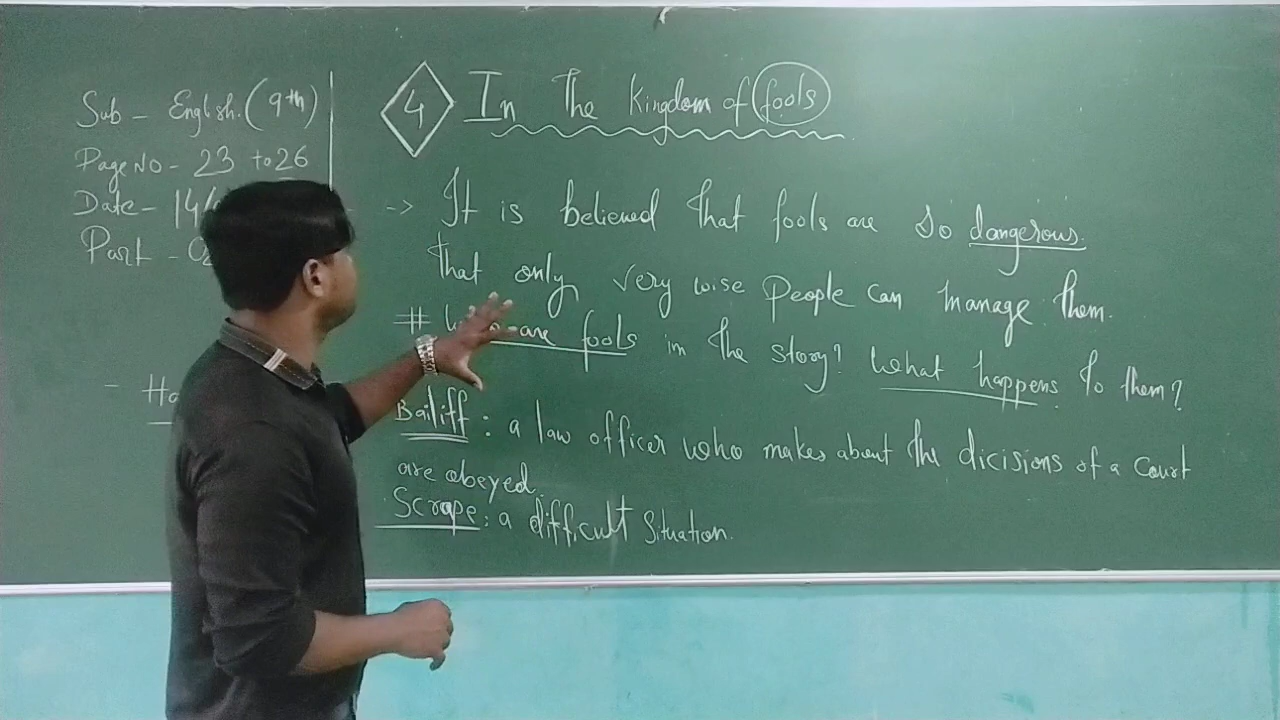 Sub - English. (9th)
Page No - 23 to 26
Date - 14/
Part - 0
4 In The Kingdom of fools
-> It is believed That fools are so dangerous.
That only very wise People Can manage them.
# are fools in the story? What happens to them?
Bailiff : a law officer who makes about the dicisions of a Court
are obeyed.
Scrape : a difficult Situation.
- Ha